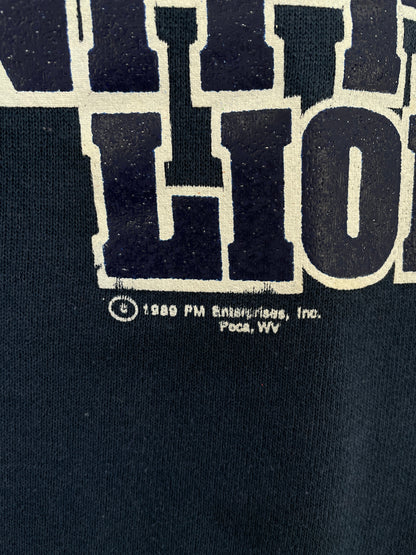 LIO
© 1989 PM Enterprises, Inc.
Poca, WV